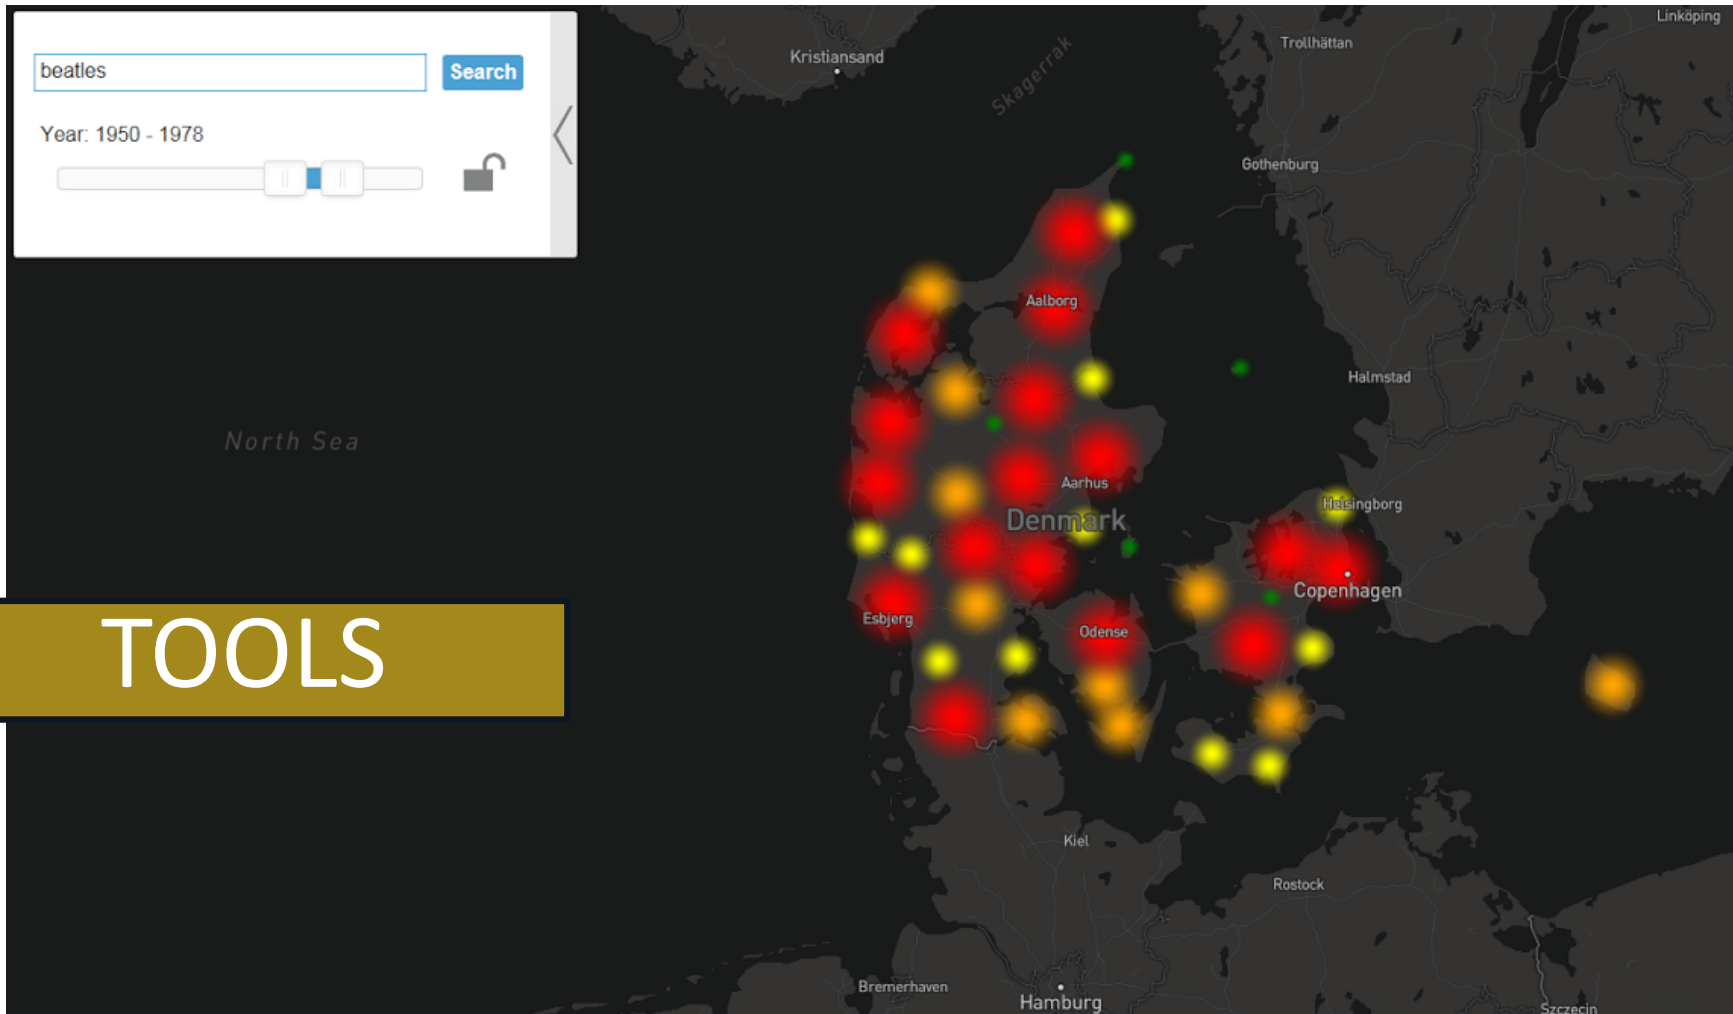 beatles
Search
Year: 1950 - 1978
TOOLS
Linköping
Trollhättan
Kristiansand
Skagerrak
Gothenburg
Aalborg
Halmstad
North Sea
Aarhus
Helsingborg
Denmark
Copenhagen
Esbjerg
Odense
Kiel
Rostock
Bremerhaven
Hamburg
Szczecin